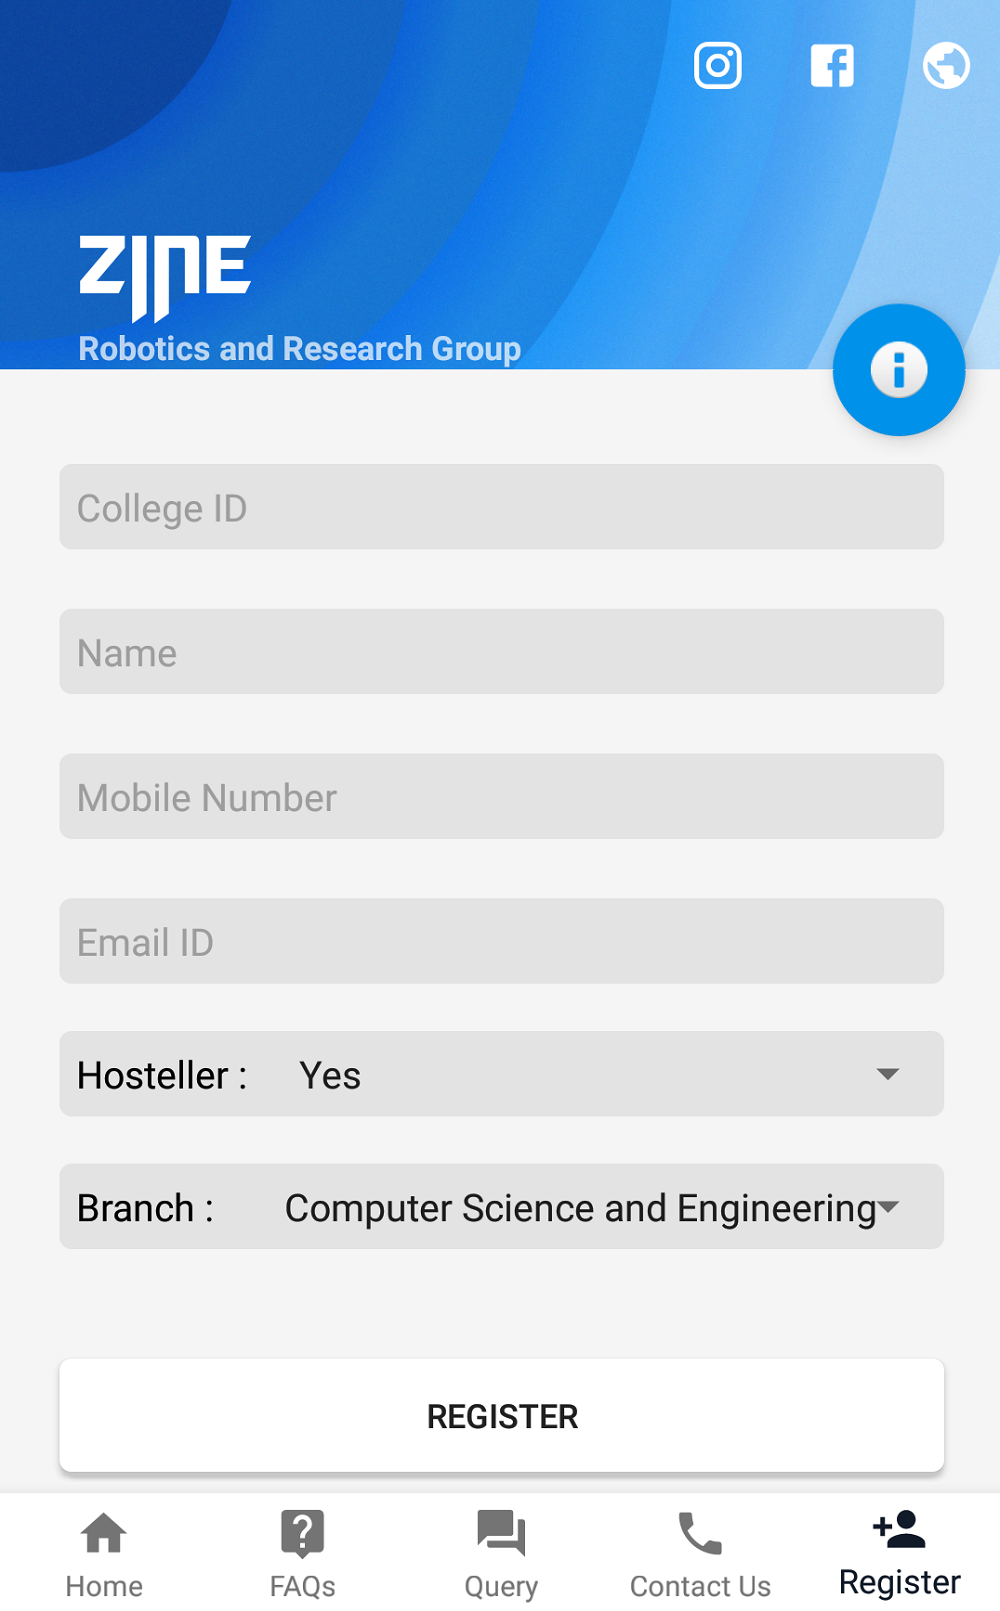 ZINE
Robotics and Research Group
College ID
Name
Mobile Number
Email ID
Hosteller : Yes
Branch : Computer Science and Engineering
REGISTER
Home FAQs Query Contact Us Register